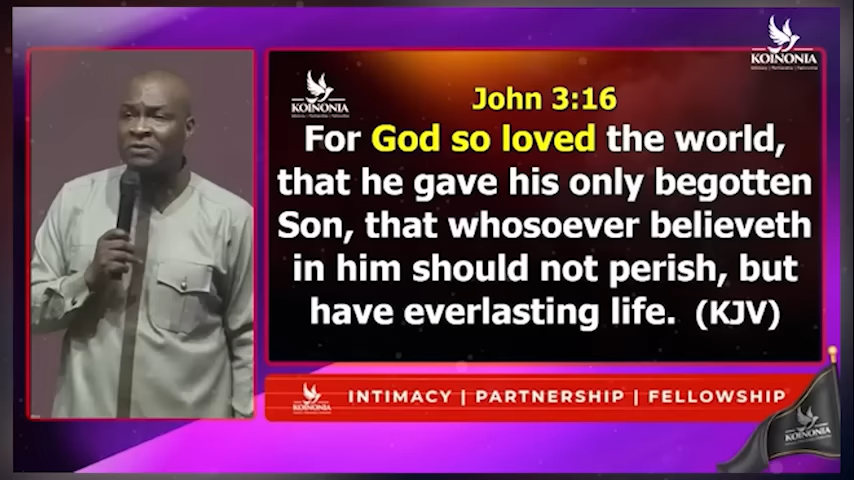 KOINONIA
KOINONIA
John 3:16
For God so loved the world,
that he gave his only begotten
Son, that whosoever believeth
in him should not perish, but
have everlasting life. (KJV)
KOINONIA
INTIMACY | PARTNERSHIP | FELLOWSHIP
KOINONIA